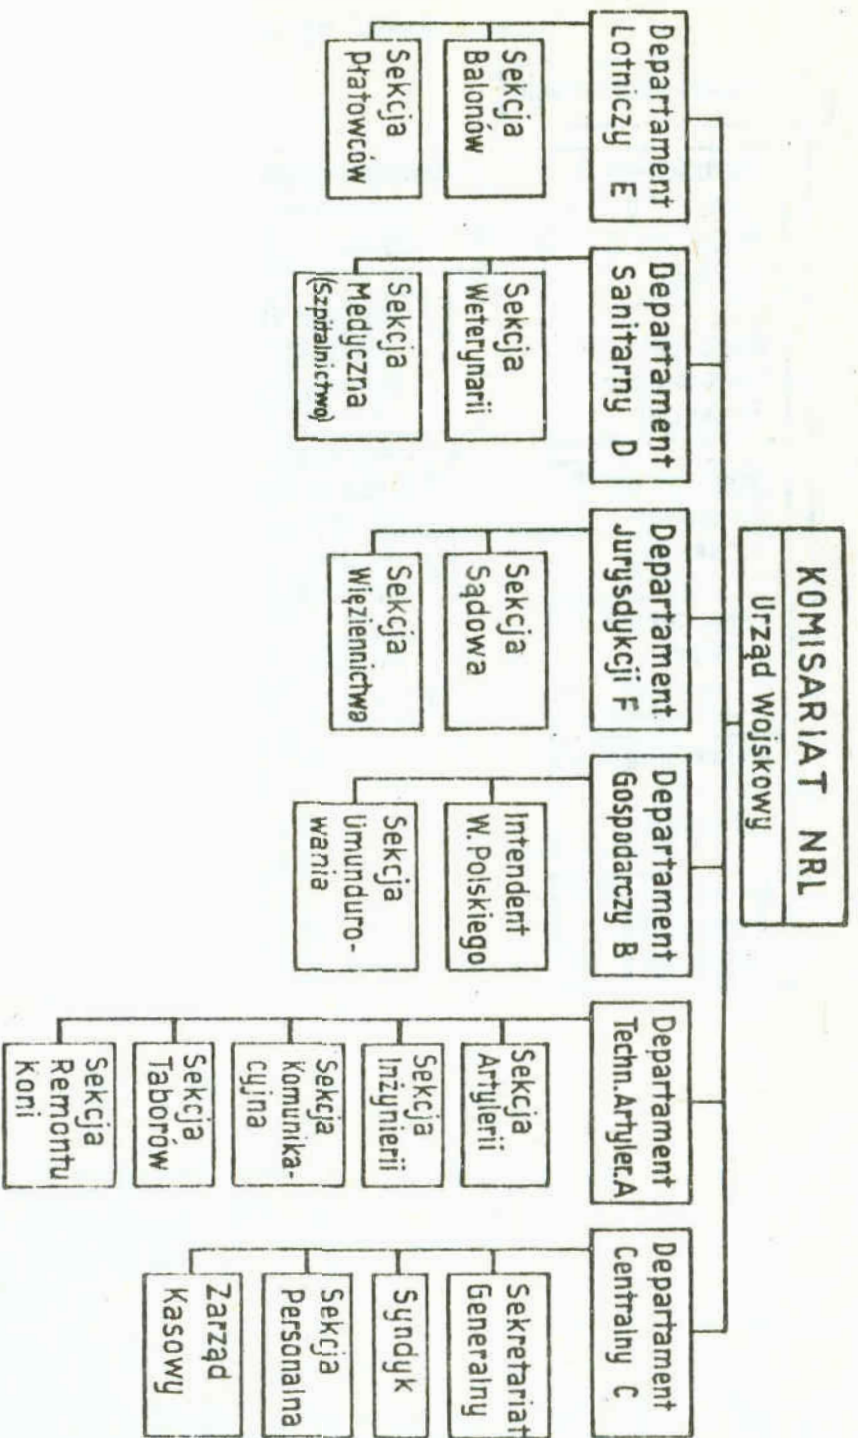 KOMISARIAT NRL
Urząd Wojskowy
Departament
Lotniczy E
Sekcja
Balonów
Sekcja
Płatowców
Departament
Sanitarny D
Sekcja
Weterynarii
Sekcja
Medyczna
(Szpitalnictwa)
Departament
Jurysdykcji F
Sekcja
Sądowa
Sekcja
Więziennictwa
Departament
Gospodarczy B
Intendent
W. Polskiego
Sekcja
Umunduro-
wania
Departament
Techn. Artyler. A
Sekcja
Artylerii
Sekcja
Inżynierii
Sekcja
Komunika-
cyjna
Sekcja
Taborów
Sekcja
Remontu
Koni
Departament
Centralny C
Sekretariat
Generalny
Syndyk
Sekcja
Personalna
Zarząd
Kasowy